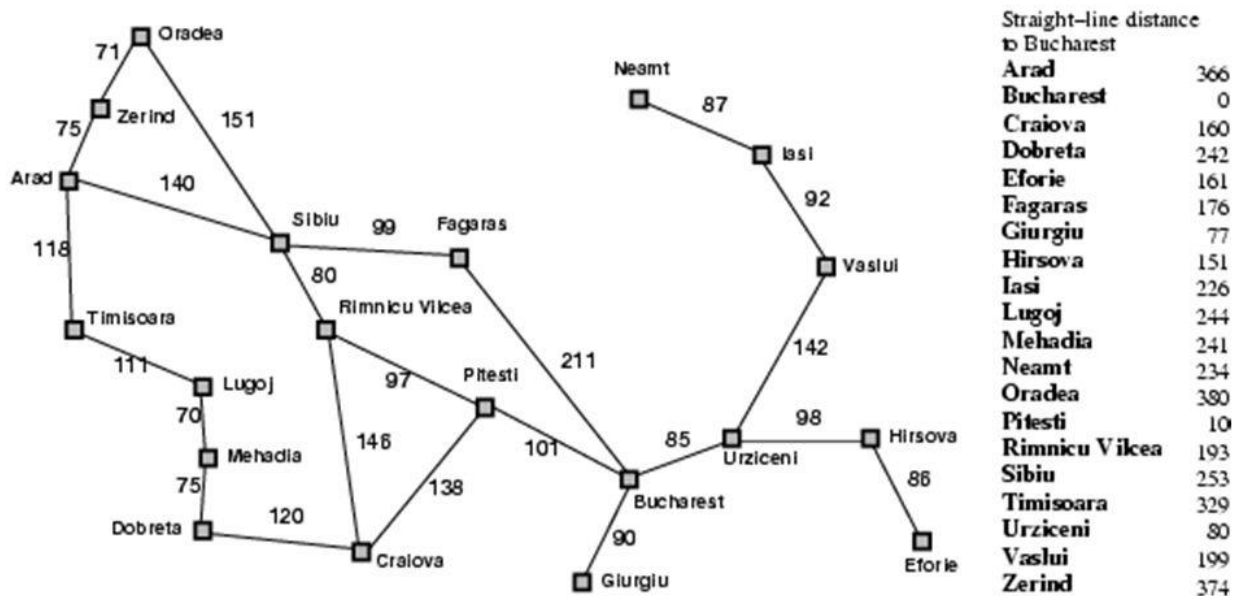 Oradea
71
Neamt
87
Zerind
75
151
Iasi
Arad
140
92
Sibiu
99
Fagaras
118
80
Vaslui
Timisoara
Rimnicu Vilcea
142
111
211
Lugoj
97
Pitesti
70
98
Hirsova
146
85
Mehadia
101
Urziceni
86
75
138
Bucharest
120
Dobreta
90
Craiova
Eforie
Giurgiu
Straight-line distance
to Bucharest
Arad 366
Bucharest 0
Craiova 160
Dobreta 242
Eforie 161
Fagaras 176
Giurgiu 77
Hirsova 151
Iasi 226
Lugoj 244
Mehadia 241
Neamt 234
Oradea 380
Pitesti 10
Rimnicu Vilcea 193
Sibiu 253
Timisoara 329
Urziceni 80
Vaslui 199
Zerind 374